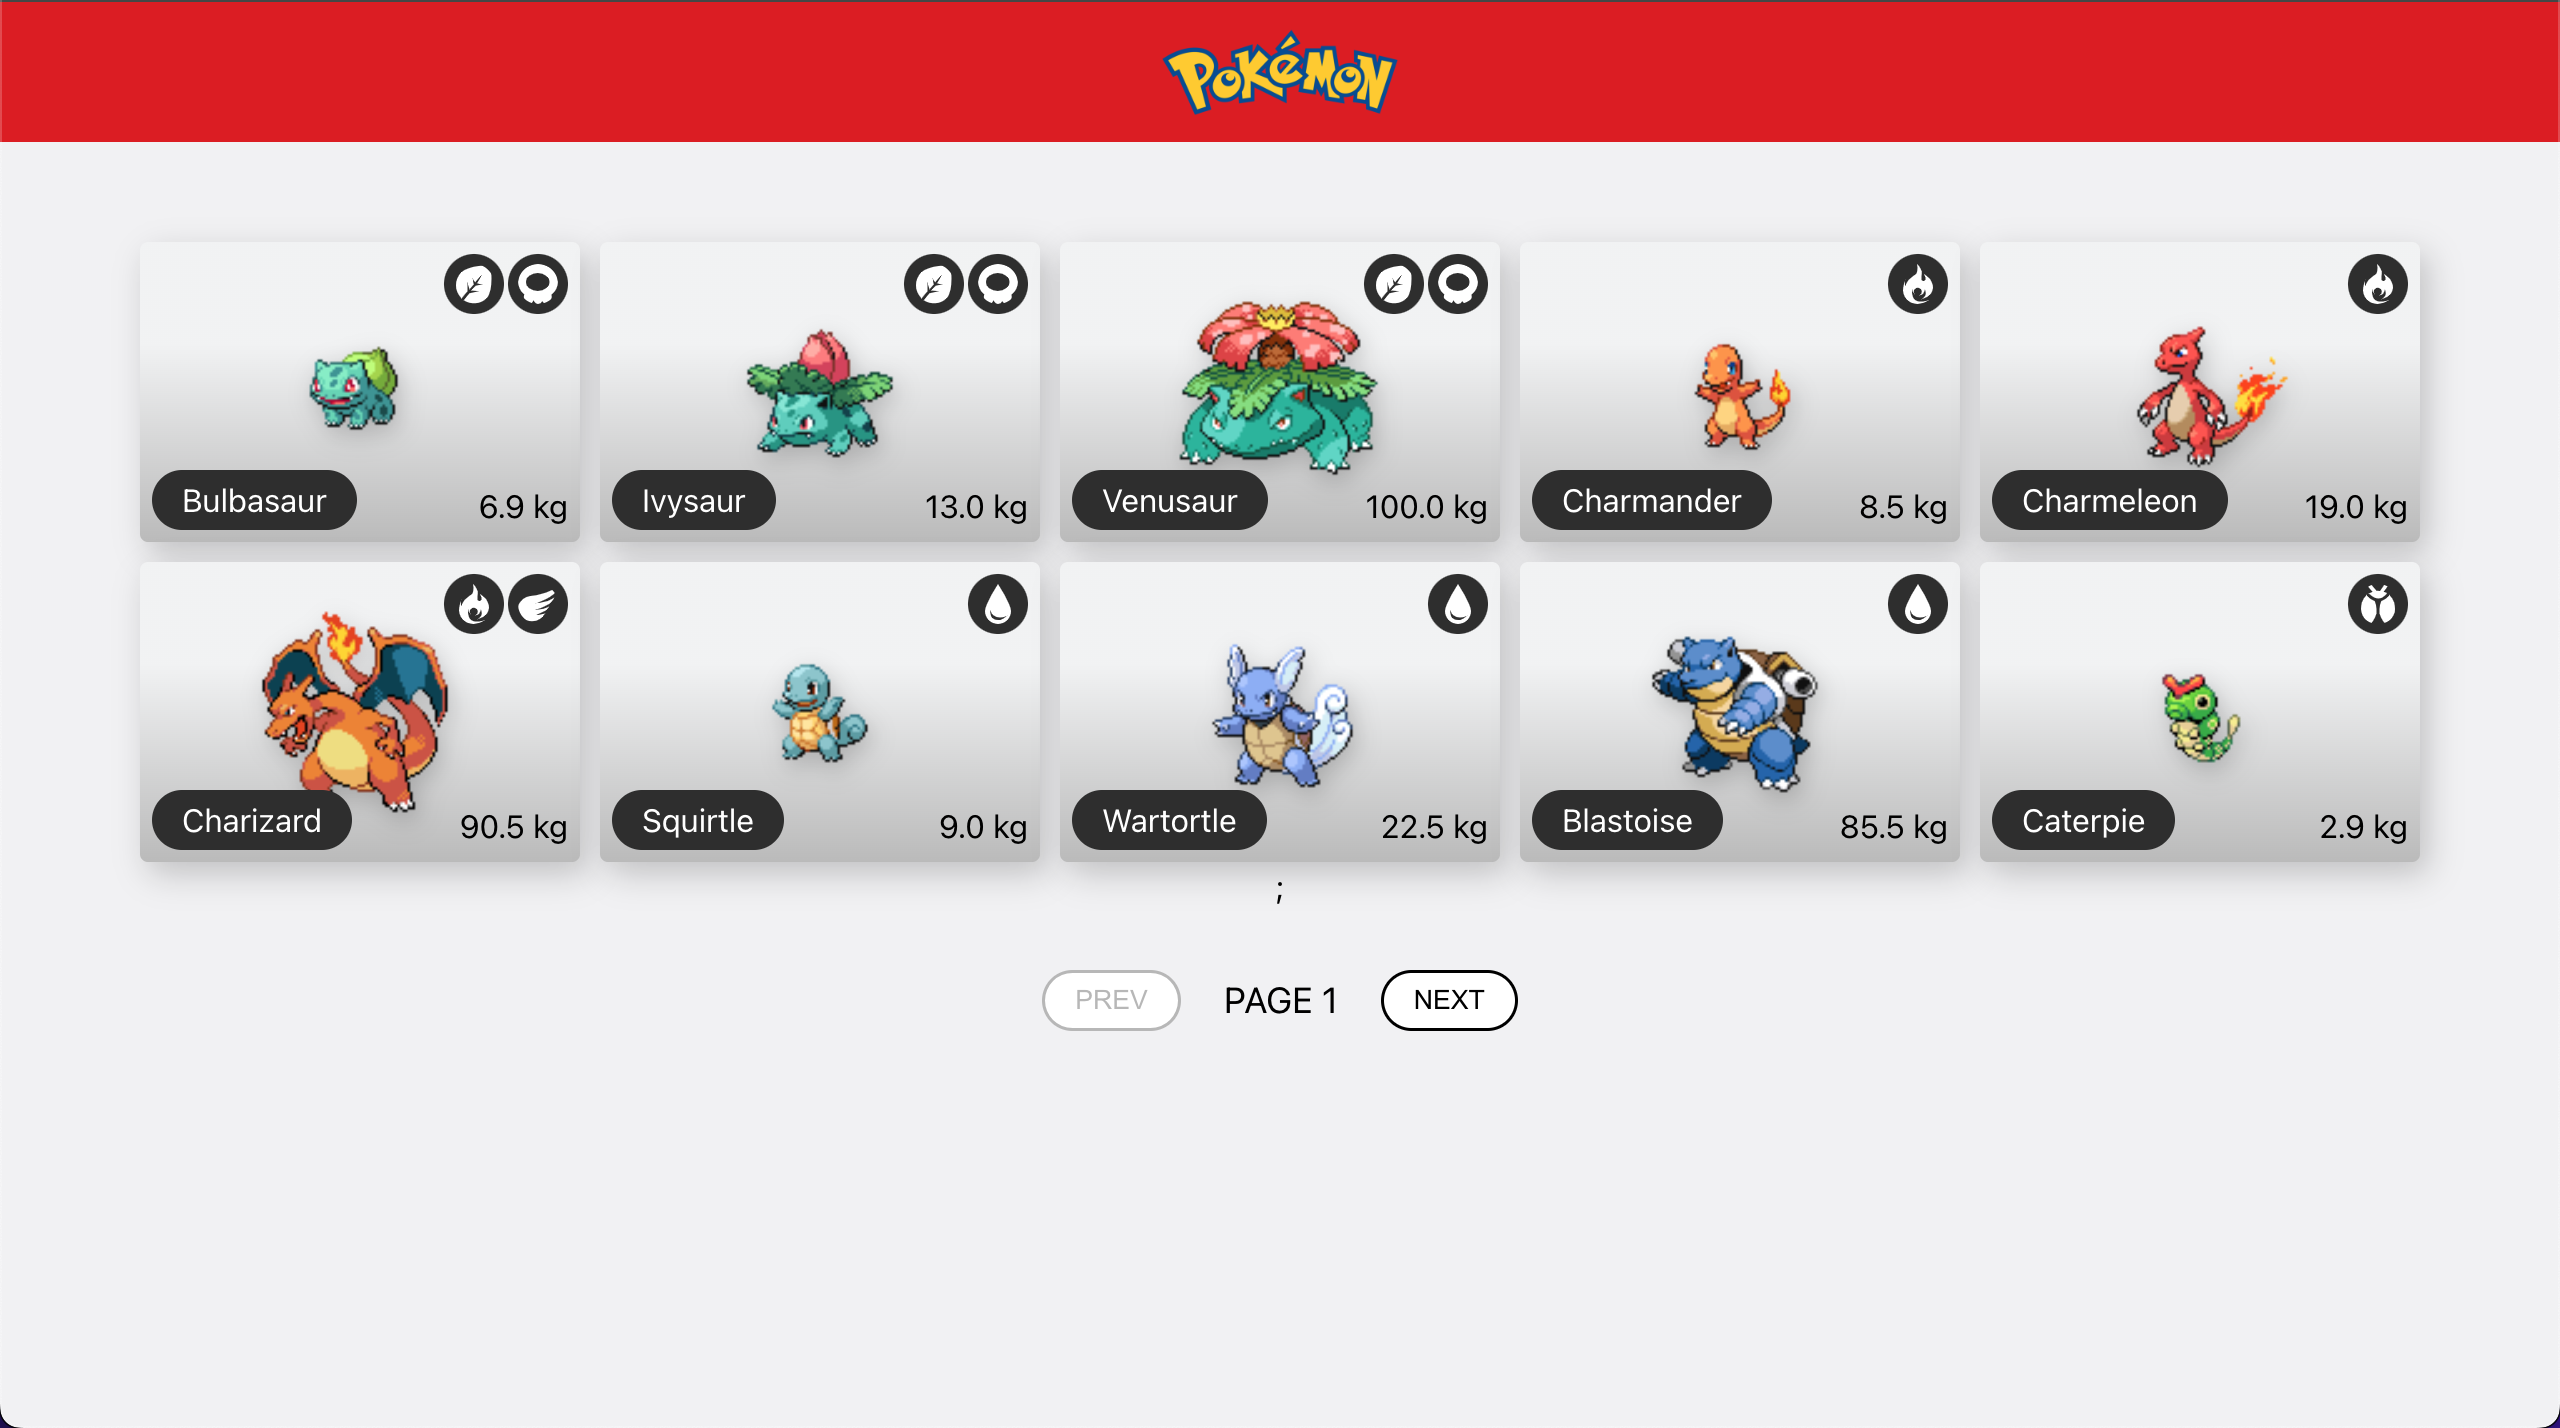 POKéMON
Bulbasaur 6.9 kg
Ivysaur 13.0 kg
Venusaur 100.0 kg
Charmander 8.5 kg
Charmeleon 19.0 kg
Charizard 90.5 kg
Squirtle 9.0 kg
Wartortle 22.5 kg
Blastoise 85.5 kg
Caterpie 2.9 kg
;
PREV PAGE 1 NEXT